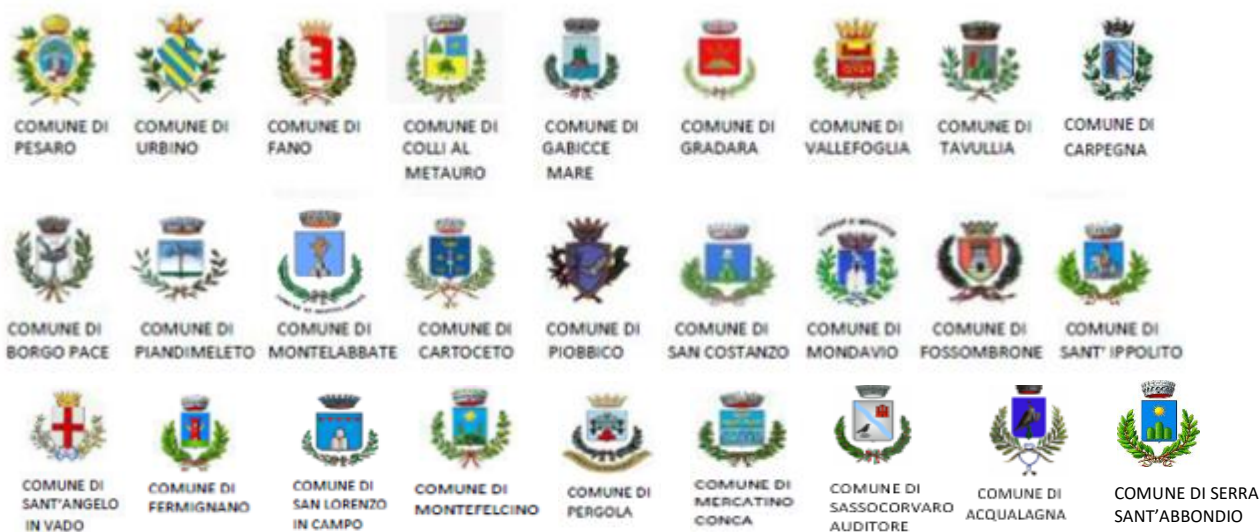 COMUNE DI PESARO
COMUNE DI URBINO
COMUNE DI FANO
COMUNE DI COLLI AL METAURO
COMUNE DI GABICCE MARE
COMUNE DI GRADARA
COMUNE DI VALLEFOGLIA
COMUNE DI TAVULLIA
COMUNE DI CARPEGNA
COMUNE DI BORGO PACE
COMUNE DI PIANDIMELETO
COMUNE DI MONTELABBATE
COMUNE DI CARTOCETO
COMUNE DI PIOBBICO
COMUNE DI SAN COSTANZO
COMUNE DI MONDAVIO
COMUNE DI FOSSOMBRONE
COMUNE DI SANT' IPPOLITO
COMUNE DI SANT'ANGELO IN VADO
COMUNE DI FERMIGNANO
COMUNE DI SAN LORENZO IN CAMPO
COMUNE DI MONTEFELCINO
COMUNE DI PERGOLA
COMUNE DI MERCATINO CONCA
COMUNE DI SASSOCORVARO AUDITORE
COMUNE DI ACQUALAGNA
COMUNE DI SERRA SANT'ABBONDIO